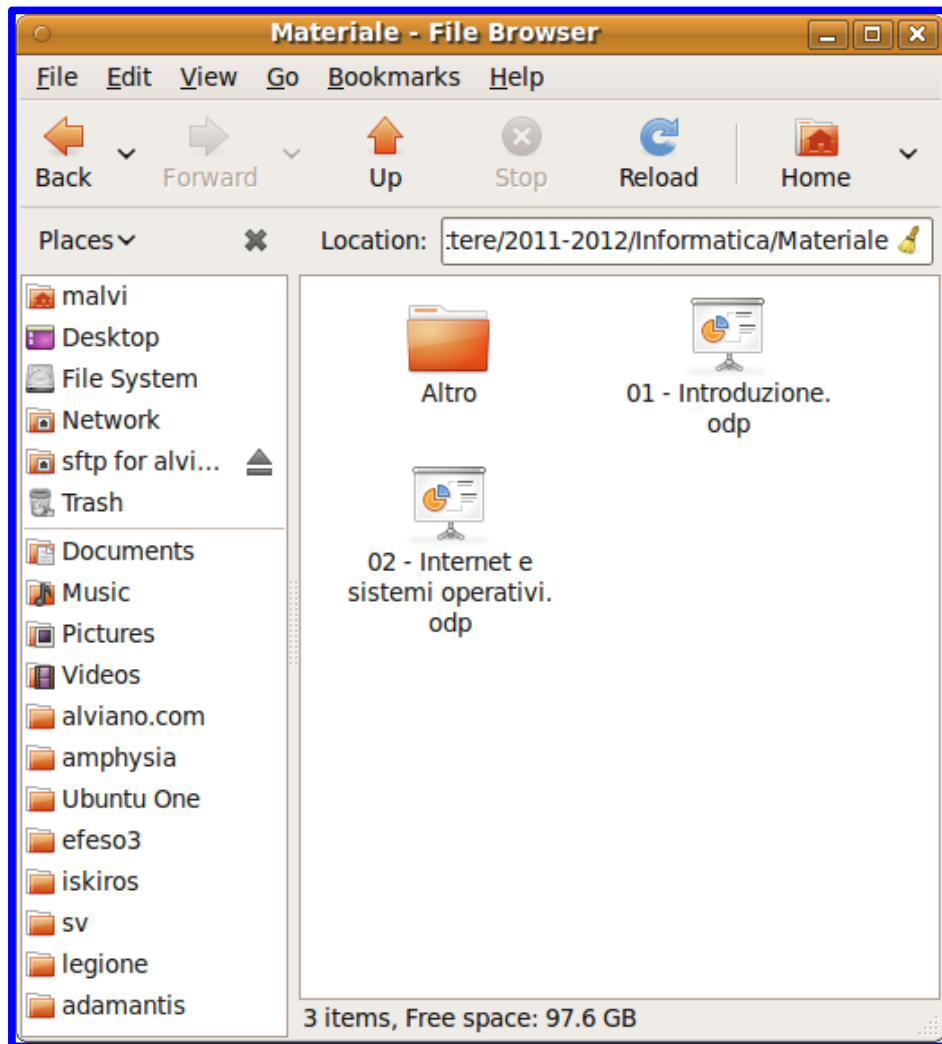 Materiale - File Browser
File Edit View Go Bookmarks Help
Back Forward Up Stop Reload Home
Places Location: :tere/2011-2012/Informatica/Materiale
malvi
Desktop
File System
Network
sftp for alvi...
Trash
Documents
Music
Pictures
Videos
alviano.com
amphysia
Ubuntu One
efeso3
iskiros
sv
legione
adamantis
Altro
01 - Introduzione.
odp
02 - Internet e
sistemi operativi.
odp
3 items, Free space: 97.6 GB